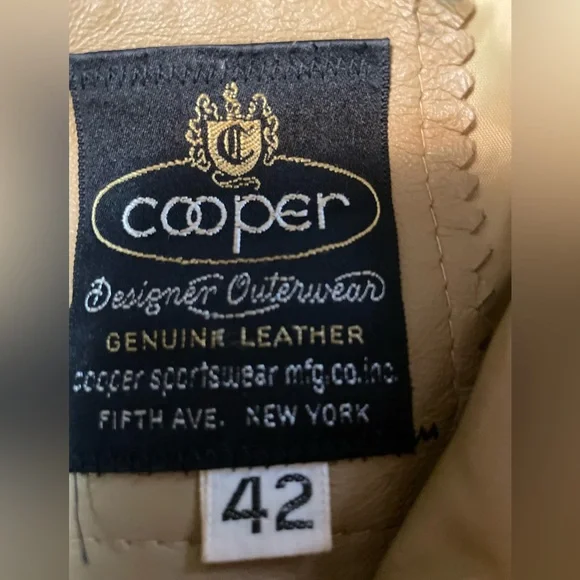 C
cooper
Designer Outerwear
GENUINE LEATHER
cooper sportswear mfg.co.inc.
FIFTH AVE. NEW YORK
42